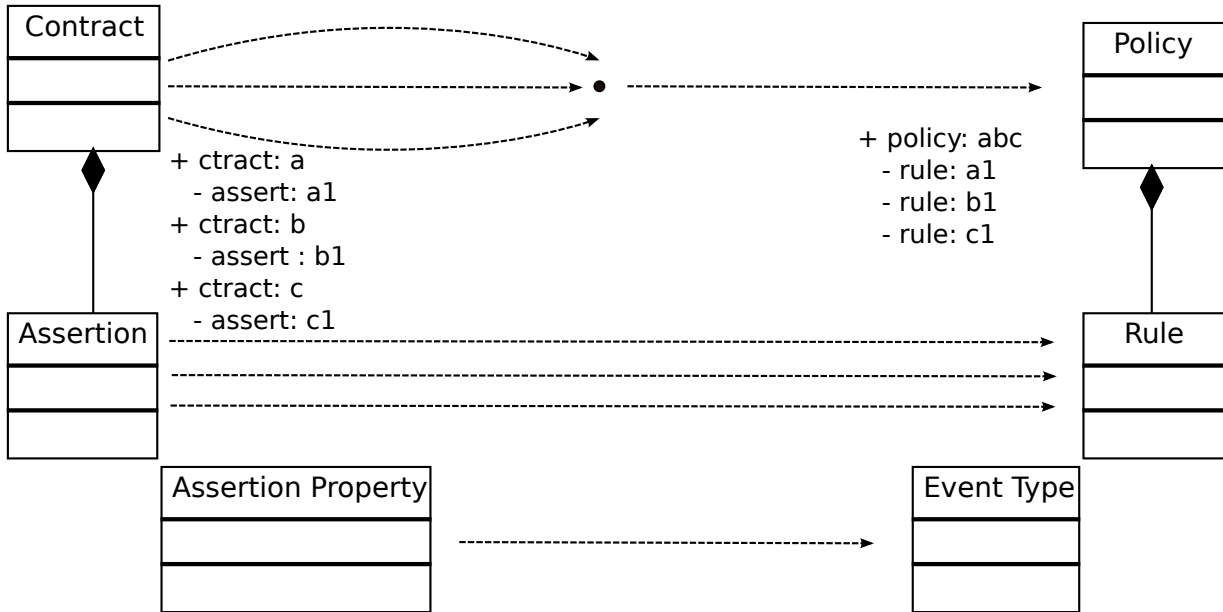 Contract
Policy
+ ctract: a
- assert: a1
+ ctract: b
- assert : b1
+ ctract: c
- assert: c1
+ policy: abc
- rule: a1
- rule: b1
- rule: c1
Assertion
Rule
Assertion Property
Event Type